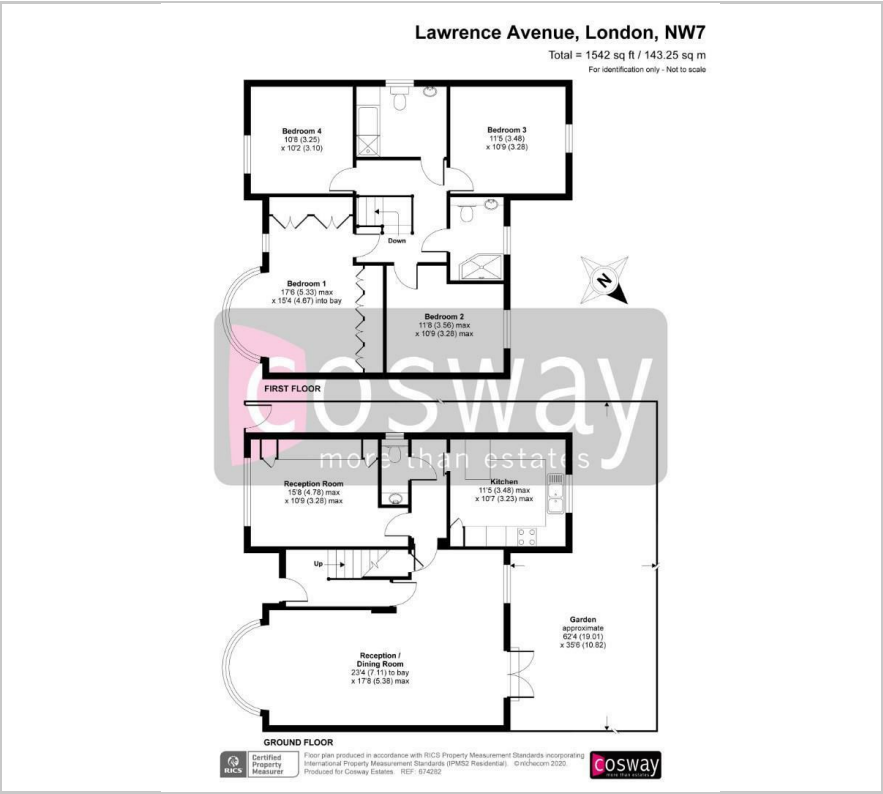 Lawrence Avenue, London, NW7
Total = 1542 sq ft / 143.25 sq m
For identification only - Not to scale
Bedroom 4
10'8 (3.25)
x 10'2 (3.10)
Bedroom 3
11'5 (3.48)
x 10'9 (3.28)
Down
Bedroom 1
17'6 (5.33) max
x 15'4 (4.67) into bay
Bedroom 2
11'8 (3.56) max
x 10'9 (3.28) max
N
FIRST FLOOR
cosway
more than estates
Reception Room
15'8 (4.78) max
x 10'9 (3.28) max
Kitchen
11'5 (3.48) max
x 10'7 (3.23) max
Up
Garden
approximate
62'4 (19.01)
x 35'6 (10.82)
Reception /
Dining Room
23'4 (7.11) to bay
x 17'8 (5.38) max
GROUND FLOOR
RICS
Certified
Property
Measurer
Floor plan produced in accordance with RICS Property Measurement Standards incorporating
International Property Measurement Standards (IPMS2 Residential). © nichecom 2020.
Produced for Cosway Estates. REF: 674262
cosway
more than estates